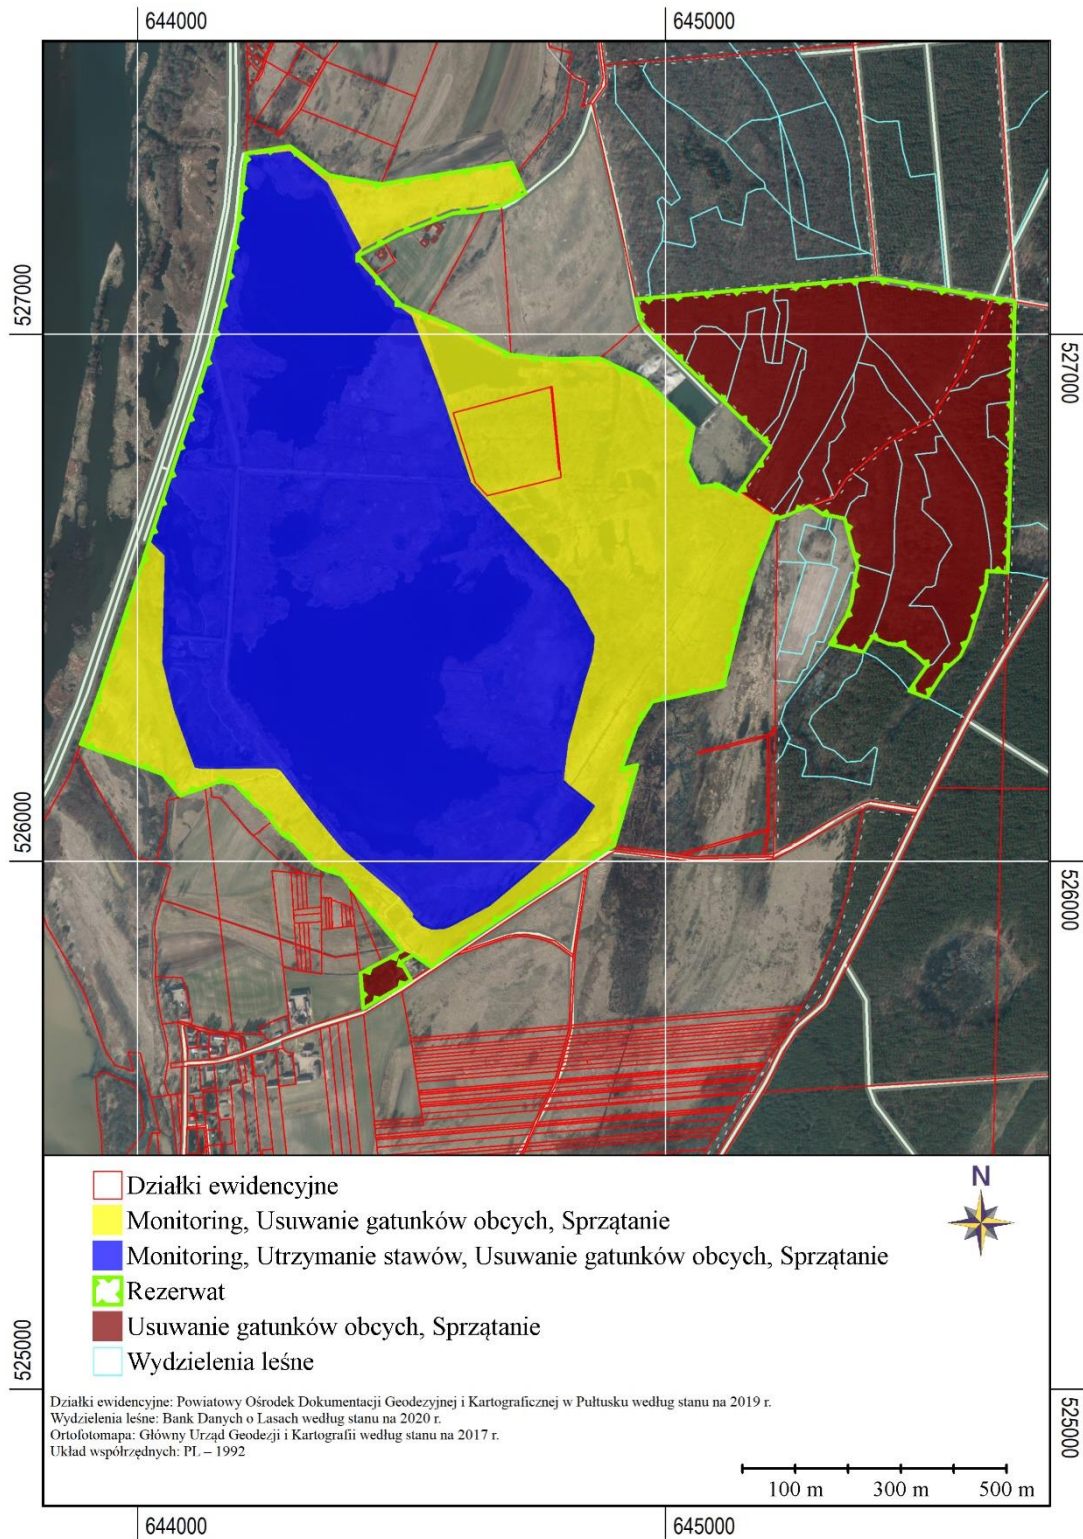 644000 645000
527000
527000
526000
526000
N
Działki ewidencyjne
Monitoring, Usuwanie gatunków obcych, Sprzątanie
Monitoring, Utrzymanie stawów, Usuwanie gatunków obcych, Sprzątanie
Rezerwat
Usuwanie gatunków obcych, Sprzątanie
Wydzielenia leśne
525000
525000
Działki ewidencyjne: Powiatowy Ośrodek Dokumentacji Geodezyjnej i Kartograficznej w Pułtusku według stanu na 2019 r.
Wydzielenia leśne: Bank Danych o Lasach według stanu na 2020 r.
Ortofotomapa: Główny Urząd Geodezji i Kartografii według stanu na 2017 r.
Układ współrzędnych: PL – 1992
100 m 300 m 500 m
644000 645000